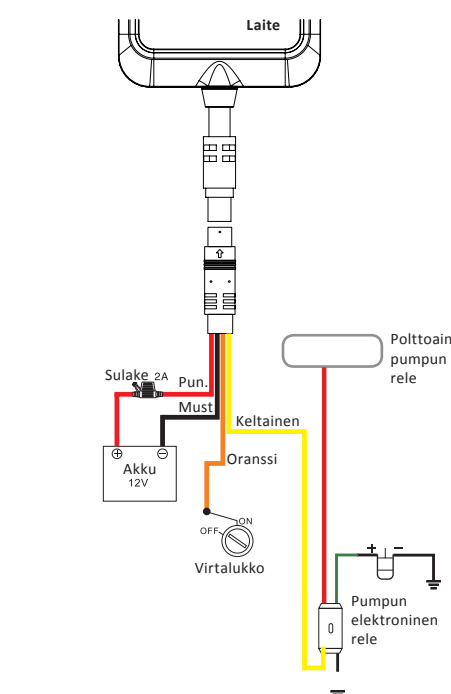 Laite
Sulake 2A
Pun.
Must
Keltainen
Oranssi
Akku
12V
ON
OFF
Virtalukko
Polttoain
pumpun
rele
Pumpun
elektroninen
rele